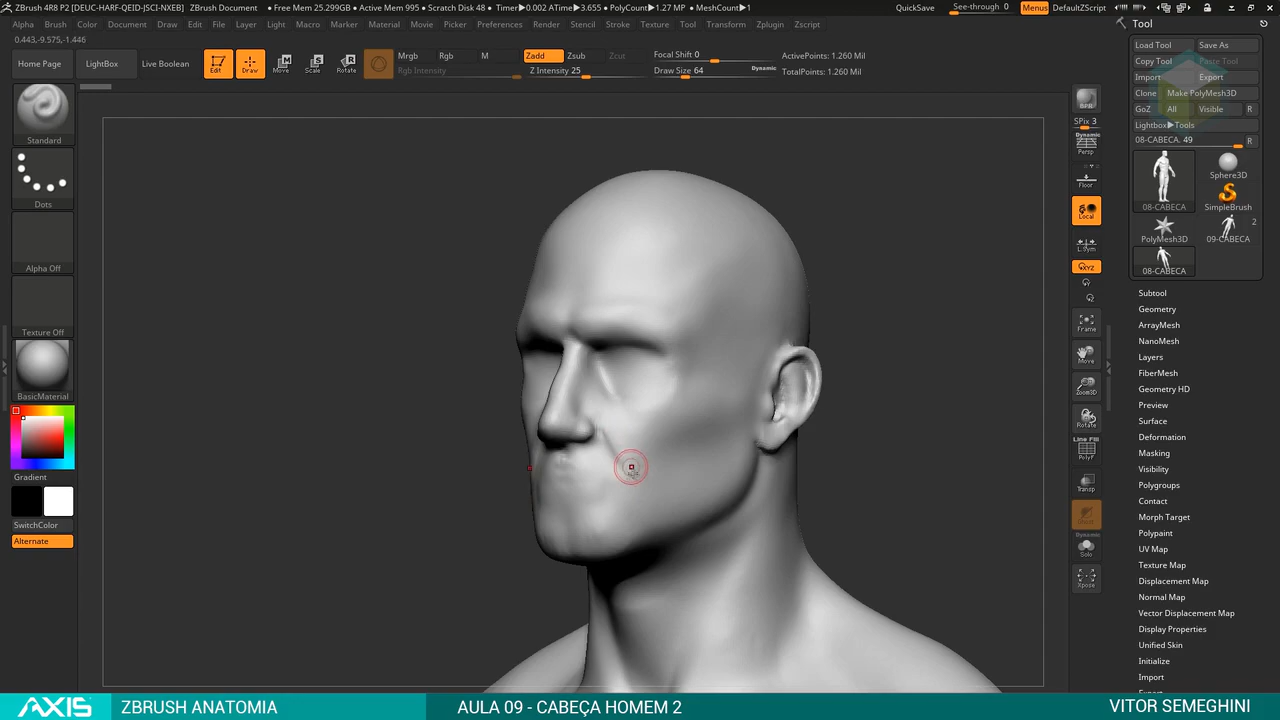 ZBrush 4R8 P2 [DEUC-HARF-QEID-JSCI-NXEB] ZBrush Document • Free Mem 25.299GB • Active Mem 995 • Scratch Disk 48 • Timer▶0.002 ATime▶3.655 • PolyCount▶1.27 MP • MeshCount▶1 QuickSave See-through 0 Menus DefaultZScript
Alpha Brush Color Document Draw Edit File Layer Light Macro Marker Material Movie Picker Preferences Render Stencil Stroke Texture Tool Transform Zplugin Zscript
Tool
0.443,-9.505,-1.446
Home Page
LightBox
Live Boolean
Edit
Draw
Move
Scale
Rotate
Mrgb
Rgb
M
Rgb Intensity
Zadd
Zsub
Zcut
Z Intensity 25
Focal Shift 0
Draw Size 64
Dynamic
ActivePoints: 1.260 Mil
TotalPoints: 1.260 Mil
Standard
Dots
Alpha Off
Texture Off
BasicMaterial
Gradient
SwitchColor
Alternate
BPR
SPix 3
Dynamic
Persp
Floor
Local
L.Sym
XYZ
Frame
Move
Zoom3D
Rotate
Line Fill
PolyF
Transp
Ghost
Dynamic
Solo
Xpose
Load Tool
Save As
Copy Tool
Paste Tool
Import
Export
Clone
Make PolyMesh3D
GoZ
All
Visible
R
Lightbox▶Tools
08-CABECA. 49
R
08-CABECA
Sphere3D
SimpleBrush
PolyMesh3D
2
09-CABECA
08-CABECA
Subtool
Geometry
ArrayMesh
NanoMesh
Layers
FiberMesh
Geometry HD
Preview
Surface
Deformation
Masking
Visibility
Polygroups
Contact
Morph Target
Polypaint
UV Map
Texture Map
Displacement Map
Normal Map
Vector Displacement Map
Display Properties
Unified Skin
Initialize
Import
Export
AXIS ZBRUSH ANATOMIA AULA 09 - CABEÇA HOMEM 2 VITOR SEMEGHINI